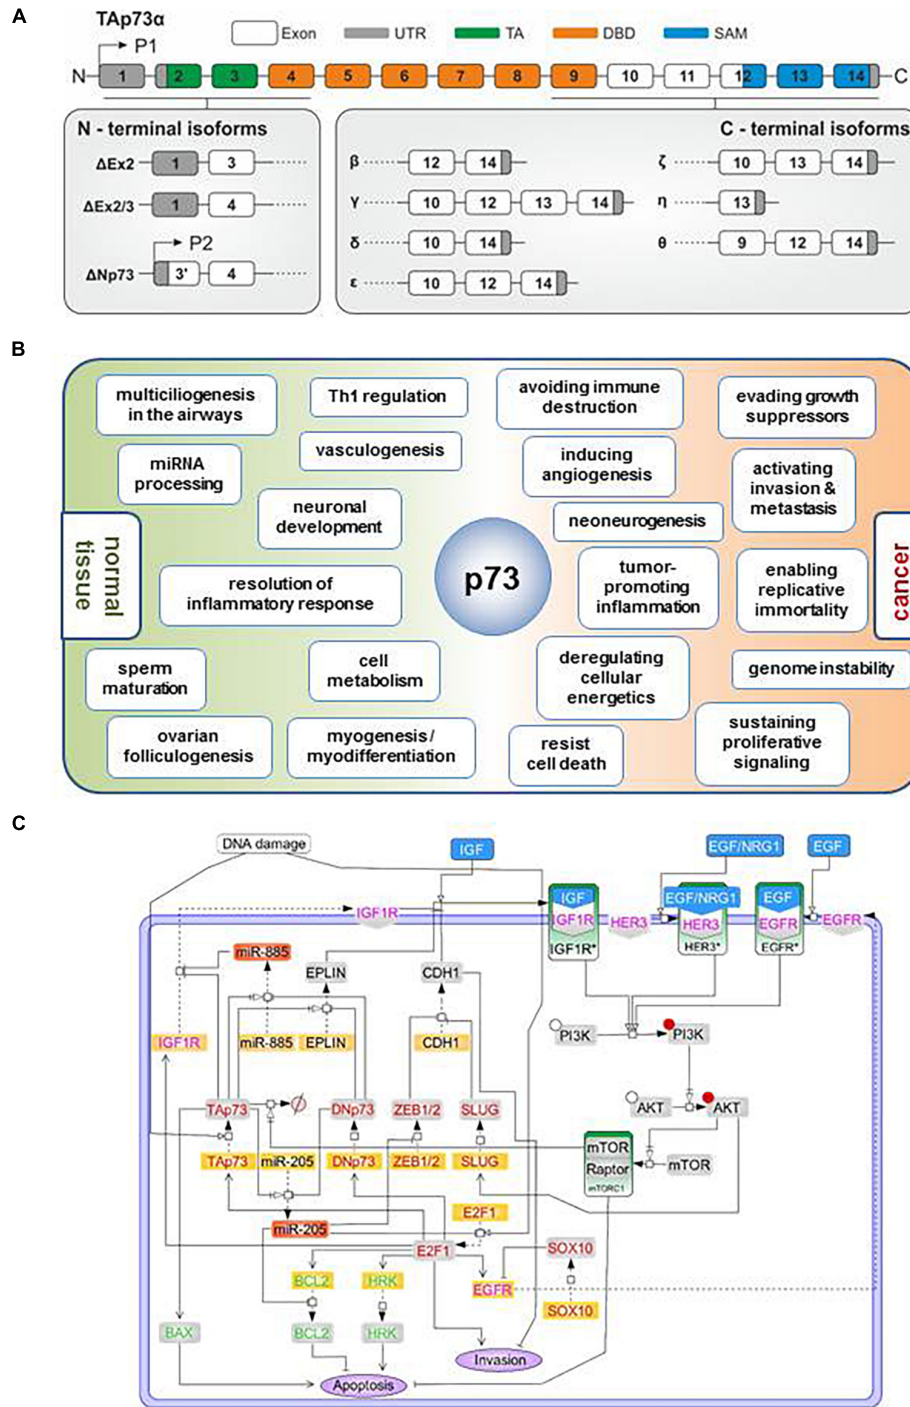 A
TAp73α
P1
Exon UTR TA DBD SAM
N 1 2 3 4 5 6 7 8 9 10 11 12 13 14 C
N - terminal isoforms
ΔEx2 1 3
ΔEx2/3 1 4
P2
ΔNp73 3' 4
C - terminal isoforms
β 12 14
γ 10 12 13 14
δ 10 14
ε 10 12 14
ζ 10 13 14
η 13
θ 9 12 14
B
normal
tissue
multiciliogenesis
in the airways
Th1 regulation
miRNA
processing
vasculogenesis
neuronal
development
resolution of
inflammatory response
sperm
maturation
cell
metabolism
ovarian
folliculogenesis
myogenesis /
myodifferentiation
p73
avoiding immune
destruction
evading growth
suppressors
inducing
angiogenesis
activating
invasion &
metastasis
neoneurogenesis
tumor-
promoting
inflammation
enabling
replicative
immortality
deregulating
cellular
energetics
genome instability
resist
cell death
sustaining
proliferative
signaling
cancer
C
DNA damage
IGF
EGF/NRG1
EGF
IGF1R
IGF
IGF1R
IGF1R*
HER3
EGF/NRG1
HER3
HER3*
EGF
EGFR
EGFR*
EGFR
miR-885
EPLIN
CDH1
IGF1R
miR-885
EPLIN
CDH1
PI3K
PI3K
TAp73
DNp73
ZEB1/2
SLUG
AKT
AKT
TAp73
miR-205
DNp73
ZEB1/2
SLUG
mTOR
Raptor
mTORC1
mTOR
miR-205
E2F1
E2F1
SOX10
BCL2
HRK
EGFR
SOX10
BAX
BCL2
HRK
Invasion
Apoptosis